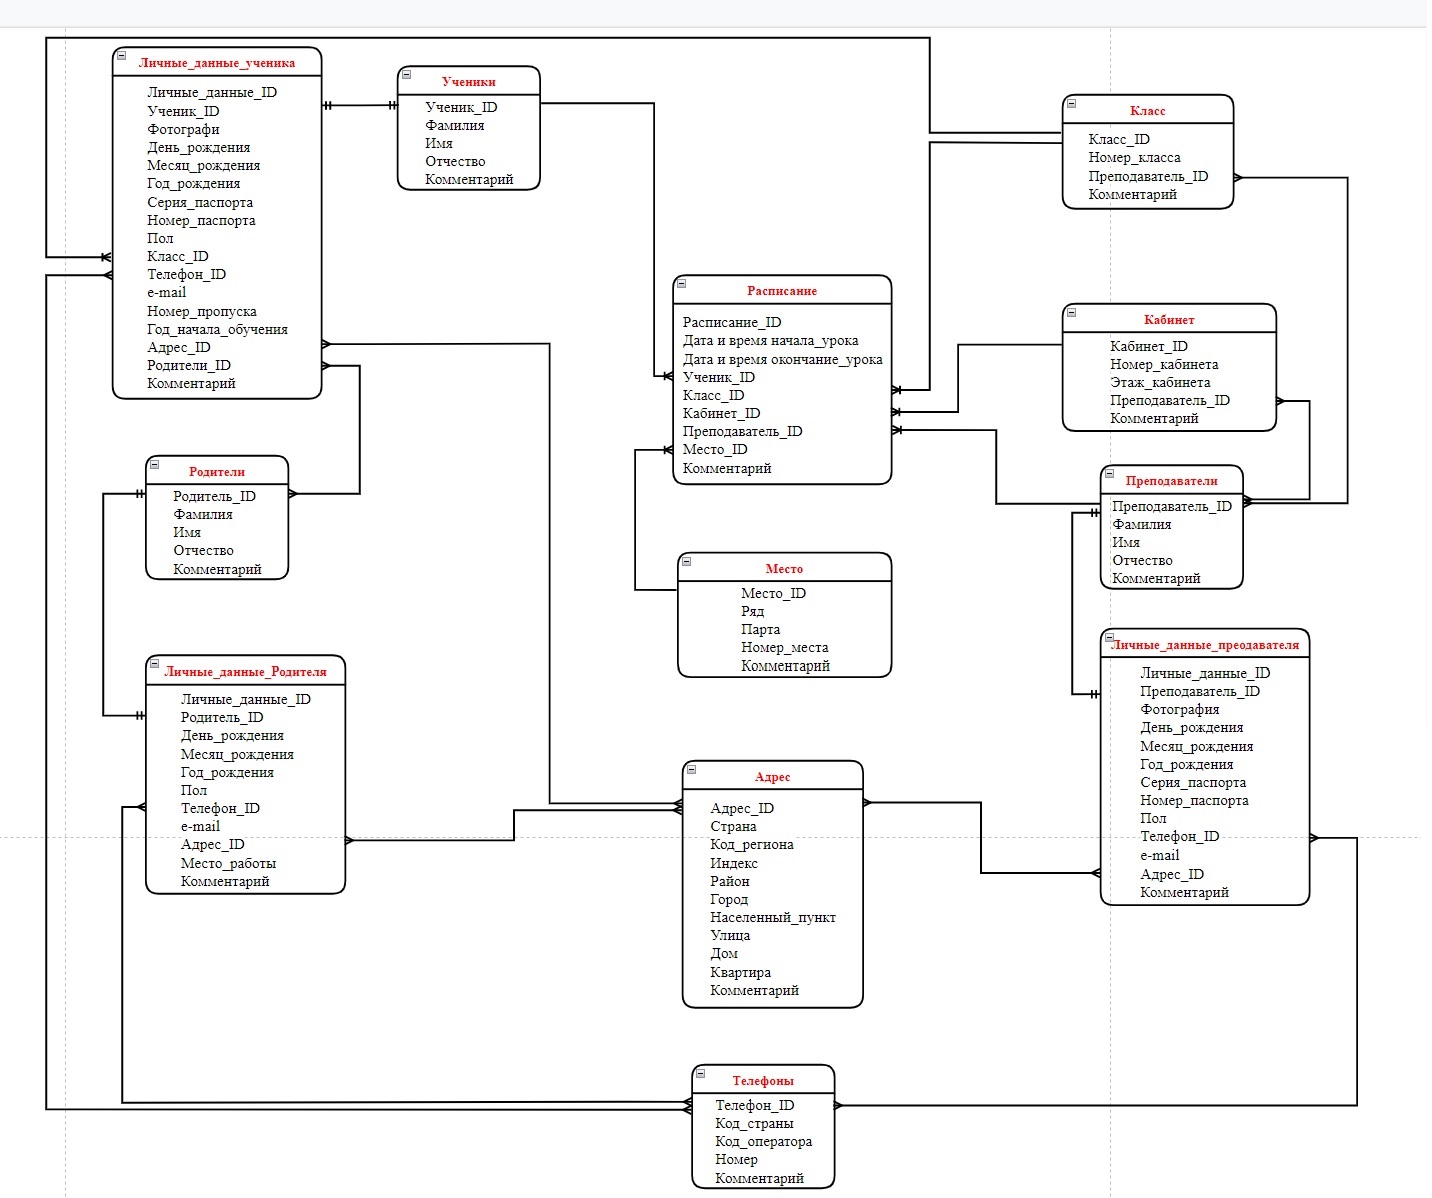 Личные_данные_ученика
Личные_данные_ID
Ученик_ID
Фотографи
День_рождения
Месяц_рождения
Год_рождения
Серия_паспорта
Номер_паспорта
Пол
Класс_ID
Телефон_ID
e-mail
Номер_пропуска
Год_начала_обучения
Адрес_ID
Родители_ID
Комментарий
Ученики
Ученик_ID
Фамилия
Имя
Отчество
Комментарий
Класс
Класс_ID
Номер_класса
Преподаватель_ID
Комментарий
Расписание
Расписание_ID
Дата и время начала_урока
Дата и время окончание_урока
Ученик_ID
Класс_ID
Кабинет_ID
Преподаватель_ID
Место_ID
Комментарий
Кабинет
Кабинет_ID
Номер_кабинета
Этаж_кабинета
Преподаватель_ID
Комментарий
Родители
Родитель_ID
Фамилия
Имя
Отчество
Комментарий
Преподаватели
Преподаватель_ID
Фамилия
Имя
Отчество
Комментарий
Место
Место_ID
Ряд
Парта
Номер_места
Комментарий
Личные_данные_Родителя
Личные_данные_ID
Родитель_ID
День_рождения
Месяц_рождения
Год_рождения
Пол
Телефон_ID
e-mail
Адрес_ID
Место_работы
Комментарий
Личные_данные_преодавателя
Личные_данные_ID
Преподаватель_ID
Фотография
День_рождения
Месяц_рождения
Год_рождения
Серия_паспорта
Номер_паспорта
Пол
Телефон_ID
e-mail
Адрес_ID
Комментарий
Адрес
Адрес_ID
Страна
Код_региона
Индекс
Район
Город
Населенный_пункт
Улица
Дом
Квартира
Комментарий
Телефоны
Телефон_ID
Код_страны
Код_оператора
Номер
Комментарий